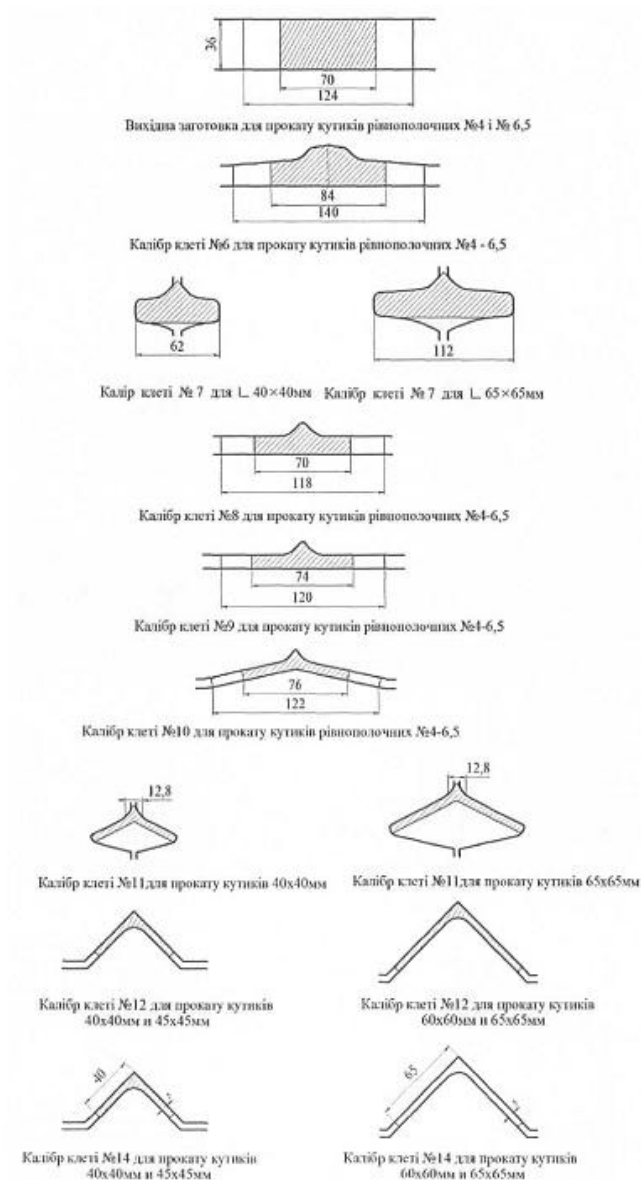 36
70
124
Вихідна заготовка для прокату кутиків рівнополочних №4 і № 6,5
84
140
Калібр клеті №6 для прокату кутиків рівнополочних №4 - 6,5
62
112
Калір клеті № 7 для ∟ 40×40мм
Калібр клеті № 7 для ∟ 65×65мм
70
118
Калібр клеті №8 для прокату кутиків рівнополочних №4-6,5
74
120
Калібр клеті №9 для прокату кутиків рівнополочних №4-6,5
76
122
Калібр клеті №10 для прокату кутиків рівнополочних №4-6,5
12,8
12,8
Калібр клеті №11для прокату кутиків 40х40мм
Калібр клеті №11для прокату кутиків 65х65мм
Калібр клеті №12 для прокату кутиків
40х40мм и 45х45мм
Калібр клеті №12 для прокату кутиків
60х60мм и 65х65мм
40
65
Калібр клеті №14 для прокату кутиків
40х40мм и 45х45мм
Калібр клеті №14 для прокату кутиків
60х60мм и 65х65мм